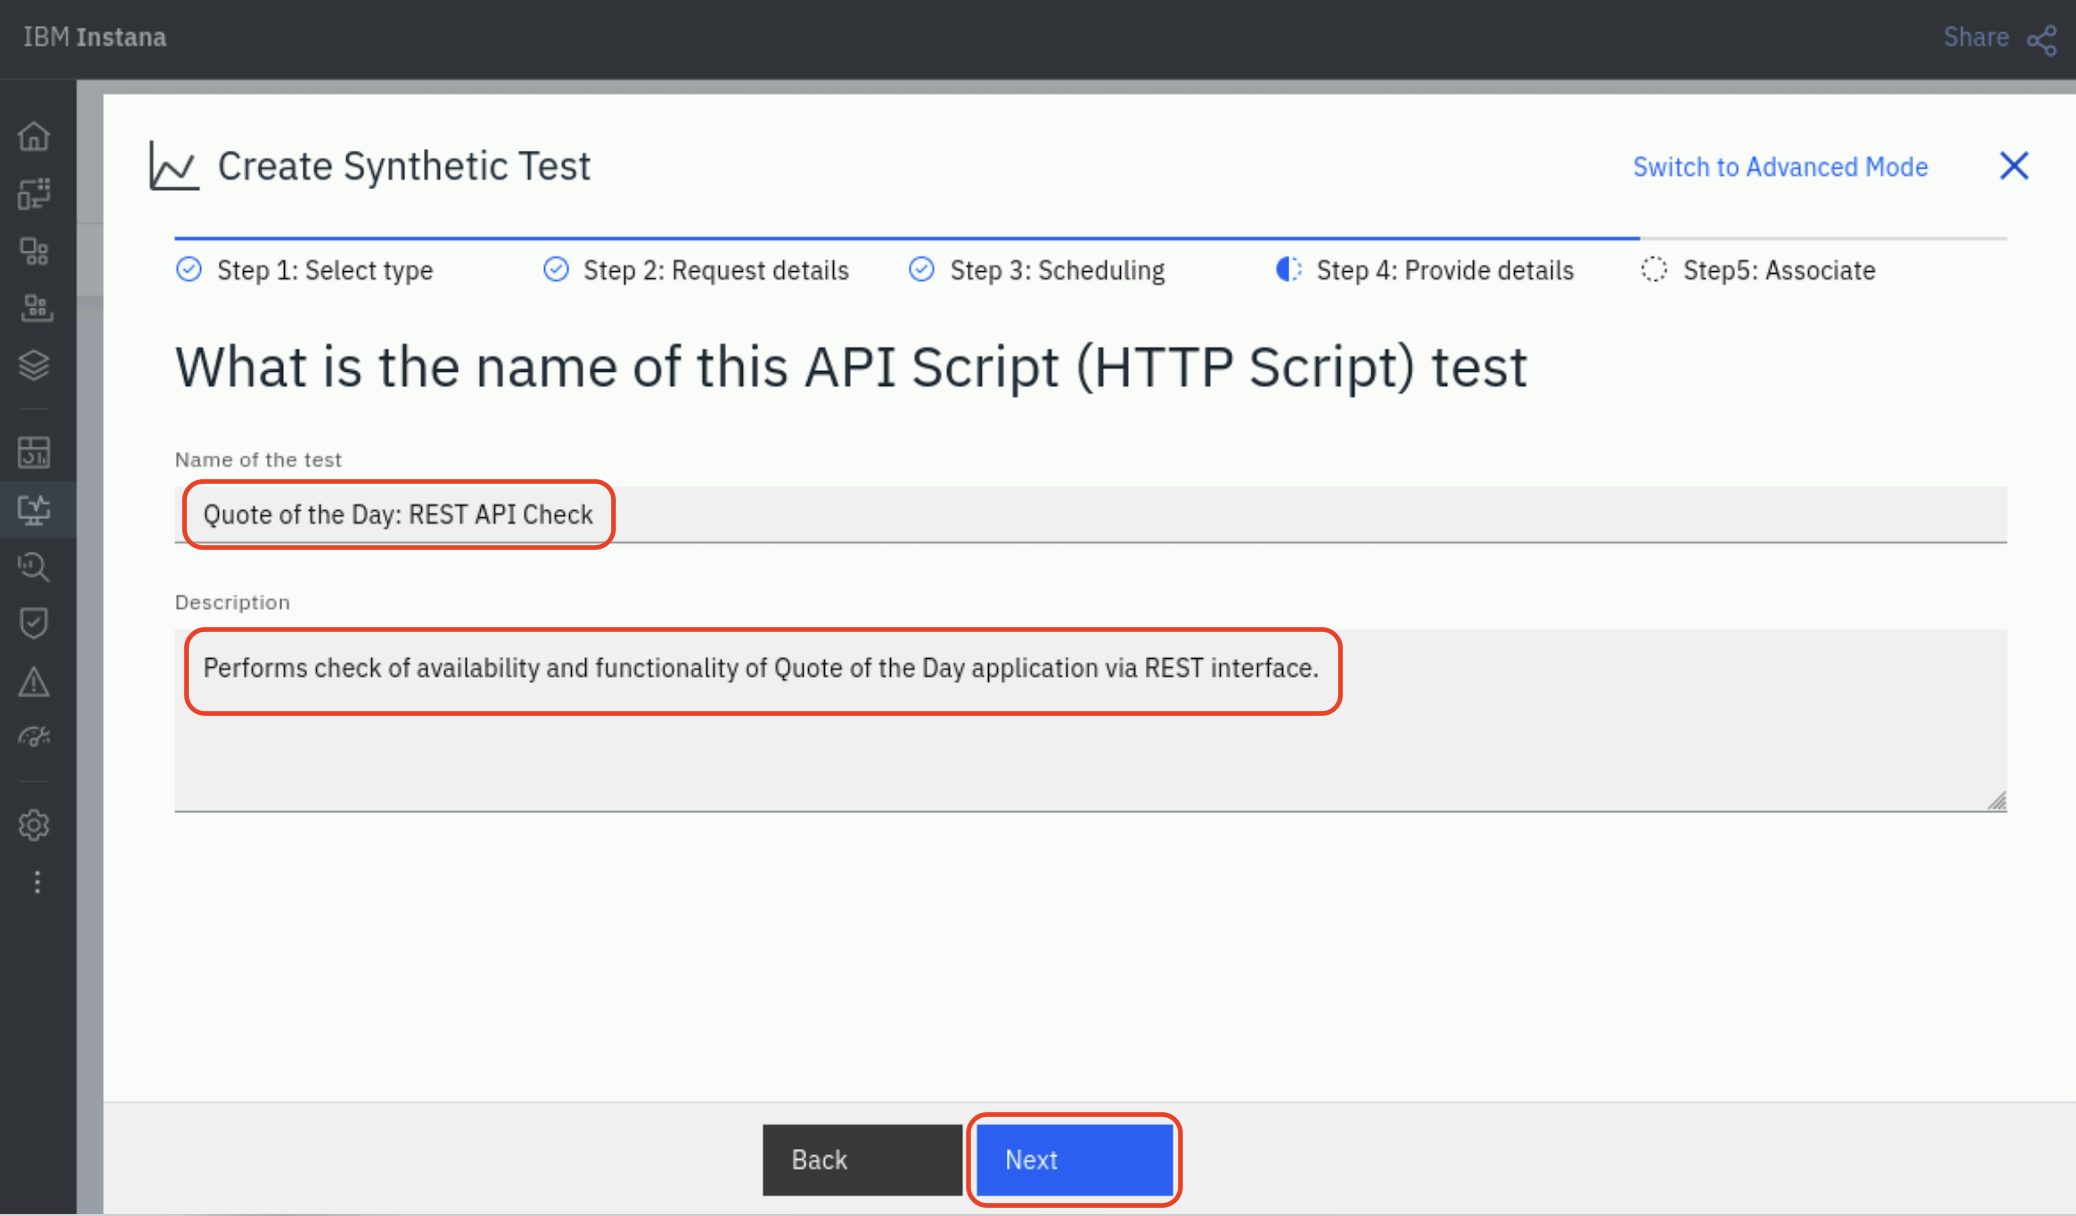 IBM Instana
Share
Create Synthetic Test
Switch to Advanced Mode
Step 1: Select type
Step 2: Request details
Step 3: Scheduling
Step 4: Provide details
Step5: Associate
What is the name of this API Script (HTTP Script) test
Name of the test
Quote of the Day: REST API Check
Description
Performs check of availability and functionality of Quote of the Day application via REST interface.
Back
Next